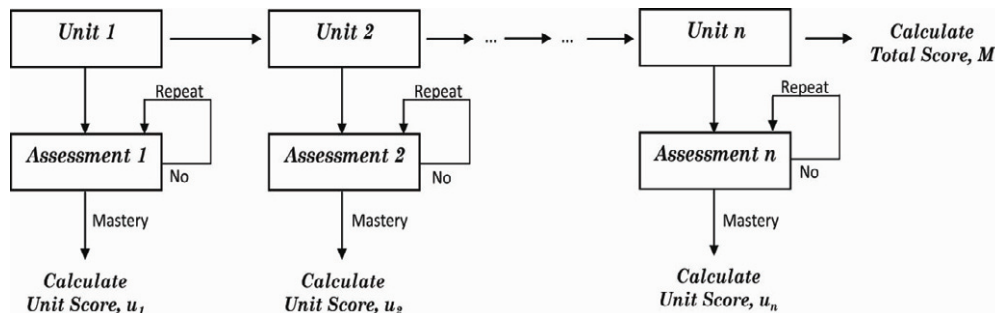 Unit 1
Unit 2
...
...
Unit n
Calculate
Total Score, M
Repeat
Repeat
Repeat
Assessment 1
Assessment 2
Assessment n
No
No
No
Mastery
Mastery
Mastery
Calculate
Unit Score, u₁
Calculate
Unit Score, u₂
Calculate
Unit Score, uₙ